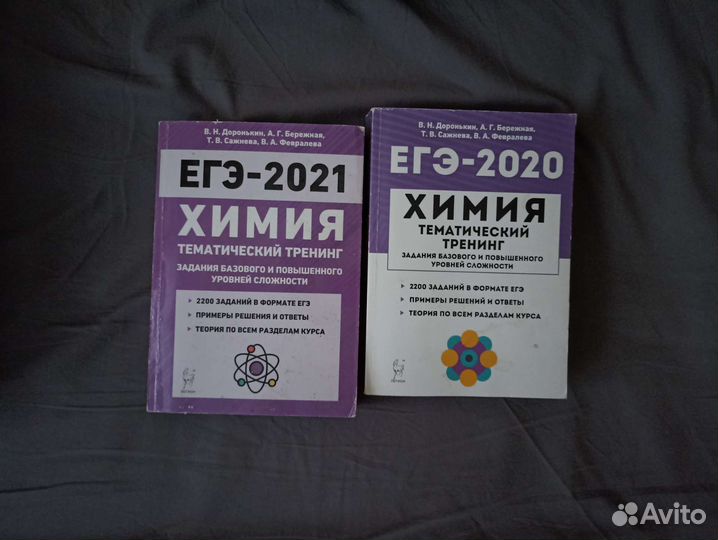 В. Н. Доронькин, А. Г. Бережная,
Т. В. Сажнева, В. А. Февралева
ЕГЭ-2021
ХИМИЯ
ТЕМАТИЧЕСКИЙ ТРЕНИНГ
ЗАДАНИЯ БАЗОВОГО И ПОВЫШЕННОГО
УРОВНЕЙ СЛОЖНОСТИ
2200 ЗАДАНИЙ В ФОРМАТЕ ЕГЭ
ПРИМЕРЫ РЕШЕНИЯ И ОТВЕТЫ
ТЕОРИЯ ПО ВСЕМ РАЗДЕЛАМ КУРСА
ЛЕГИОН
В. Н. Доронькин, А. Г. Бережная,
Т. В. Сажнева, В. А. Февралева
ЕГЭ-2020
ХИМИЯ
ТЕМАТИЧЕСКИЙ
ТРЕНИНГ
ЗАДАНИЯ БАЗОВОГО И ПОВЫШЕННОГО
УРОВНЕЙ СЛОЖНОСТИ
2200 ЗАДАНИЙ В ФОРМАТЕ ЕГЭ
ПРИМЕРЫ РЕШЕНИЙ И ОТВЕТЫ
ТЕОРИЯ ПО ВСЕМ РАЗДЕЛАМ КУРСА
ЛЕГИОН
Avito